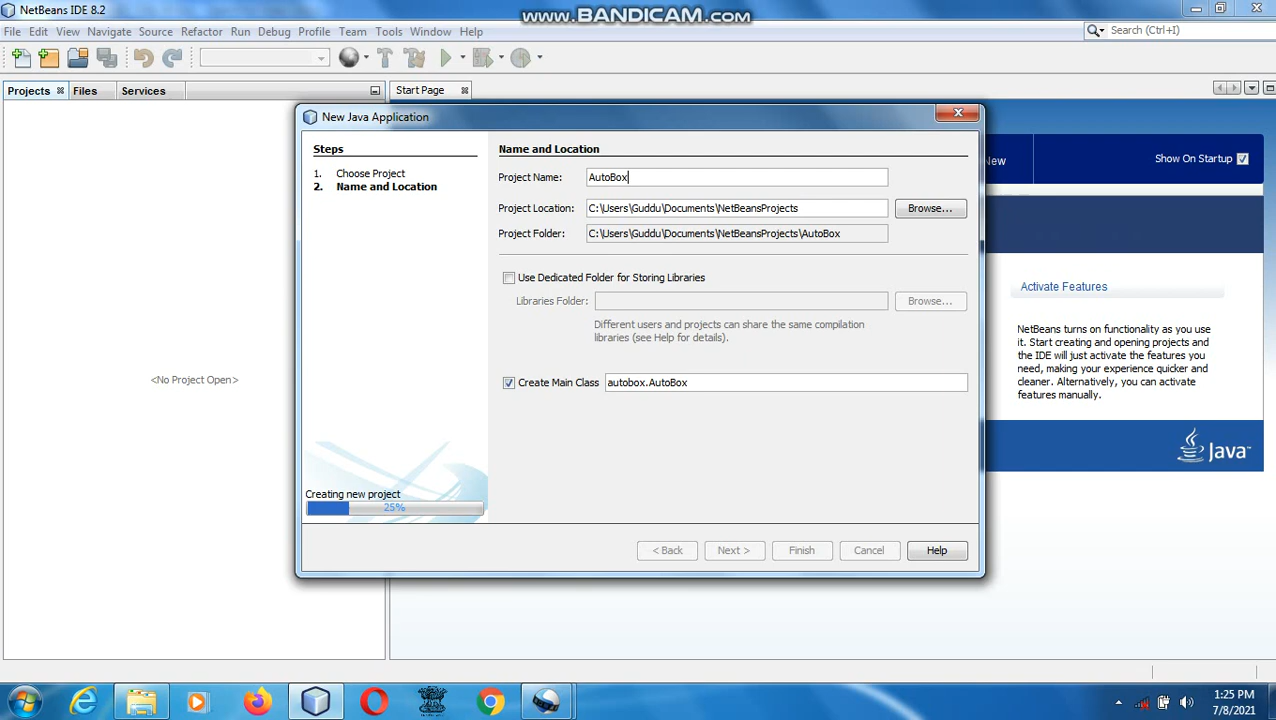 NetBeans IDE 8.2
www.BANDICAM.com
File Edit View Navigate Source Refactor Run Debug Profile Team Tools Window Help
Search (Ctrl+I)
Projects Files Services
Start Page
New Java Application
Steps
1. Choose Project
2. Name and Location
Name and Location
Project Name: AutoBox
Project Location: C:\Users\Guddu\Documents\NetBeansProjects Browse...
Project Folder: C:\Users\Guddu\Documents\NetBeansProjects\AutoBox
Use Dedicated Folder for Storing Libraries
Libraries Folder: Browse...
Different users and projects can share the same compilation
libraries (see Help for details).
Create Main Class autobox.AutoBox
Creating new project
25%
< Back Next > Finish Cancel Help
<No Project Open>
New
Show On Startup
Activate Features
NetBeans turns on functionality as you use
it. Start creating and opening projects and
the IDE will just activate the features you
need, making your experience quicker and
cleaner. Alternatively, you can activate
features manually.
Java
1:25 PM
7/8/2021